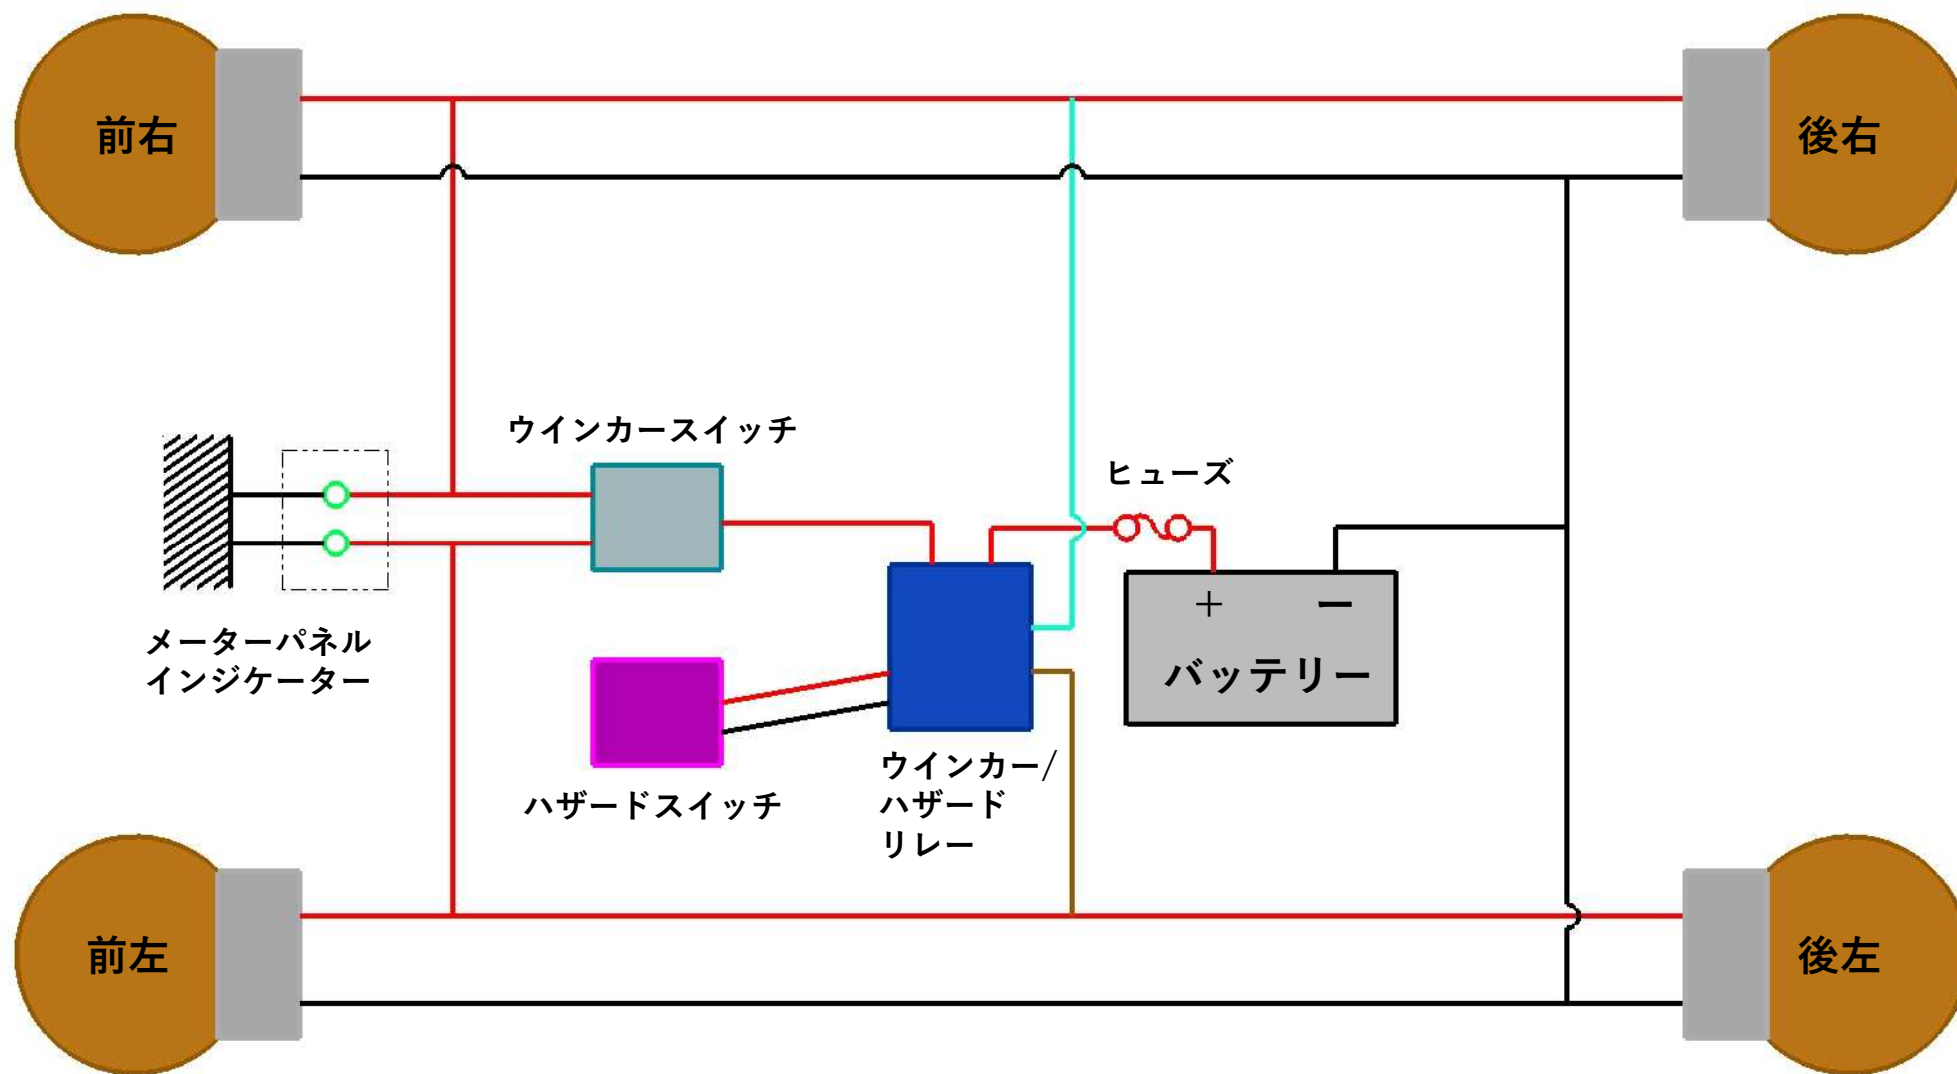 前右
後右
ウインカースイッチ
ヒューズ
+ ー
バッテリー
メーターパネル
インジケーター
ハザードスイッチ
ウインカー/
ハザード
リレー
前左
後左